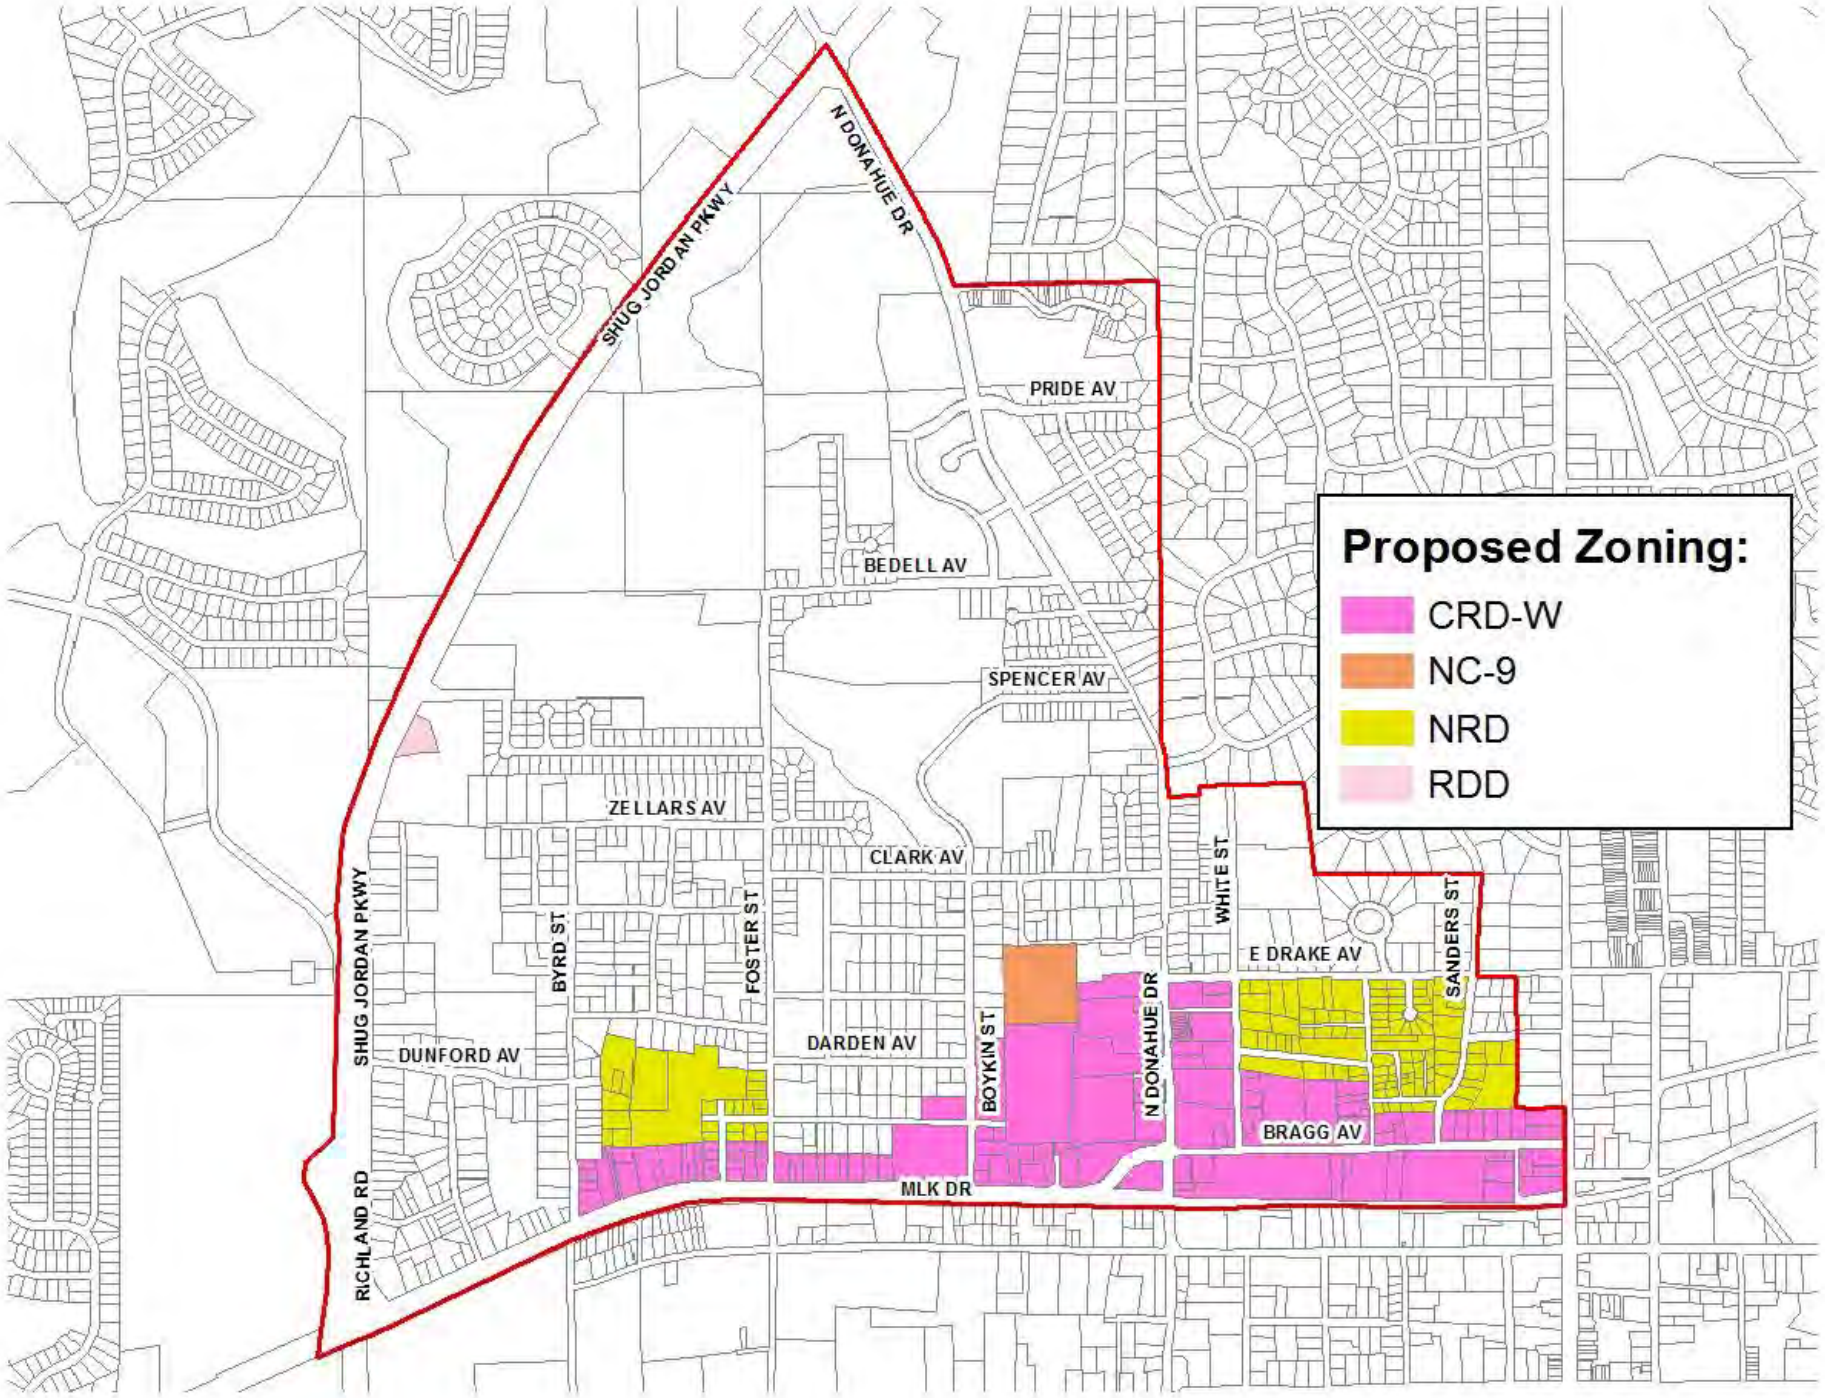 N DONAHUE DR
SHUG JORDAN PKWY
PRIDE AV
Proposed Zoning:
BEDELL AV
CRD-W
NC-9
SPENCER AV
NRD
RDD
ZELLARS AV
CLARK AV
WHITE ST
SHUG JORDAN PKWY
BYRD ST
FOSTER ST
SANDERS ST
E DRAKE AV
DUNFORD AV
DARDEN AV
BOYKIN ST
N DONAHUE DR
BRAGG AV
MLK DR
RICHLAND RD